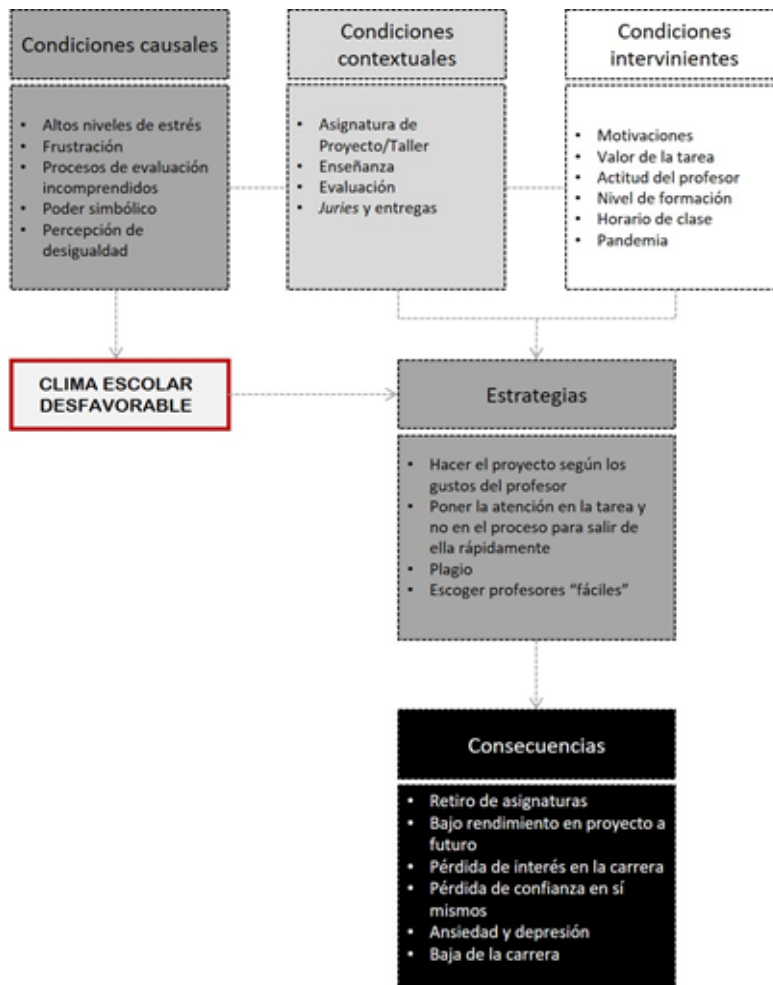 Condiciones causales
• Altos niveles de estrés
• Frustración
• Procesos de evaluación
incomprendidos
• Poder simbólico
• Percepción de
desigualdad
Condiciones
contextuales
• Asignatura de
Proyecto/Taller
• Enseñanza
• Evaluación
• Juries y entregas
Condiciones
intervinientes
• Motivaciones
• Valor de la tarea
• Actitud del profesor
• Nivel de formación
• Horario de clase
• Pandemia
CLIMA ESCOLAR
DESFAVORABLE
Estrategias
• Hacer el proyecto según los
gustos del profesor
• Poner la atención en la tarea y
no en el proceso para salir de
ella rápidamente
• Plagio
• Escoger profesores “fáciles”
Consecuencias
• Retiro de asignaturas
• Bajo rendimiento en proyecto a
futuro
• Pérdida de interés en la carrera
• Pérdida de confianza en sí
mismos
• Ansiedad y depresión
• Baja de la carrera